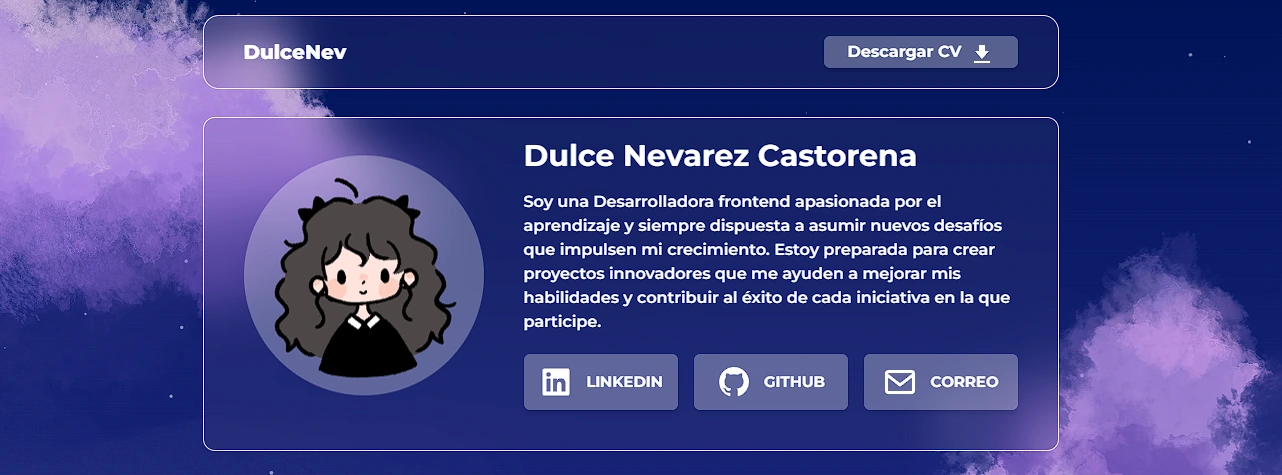 DulceNev
Descargar CV
Dulce Nevarez Castorena
Soy una Desarrolladora frontend apasionada por el
aprendizaje y siempre dispuesta a asumir nuevos desafíos
que impulsen mi crecimiento. Estoy preparada para crear
proyectos innovadores que me ayuden a mejorar mis
habilidades y contribuir al éxito de cada iniciativa en la que
participe.
LINKEDIN
GITHUB
CORREO